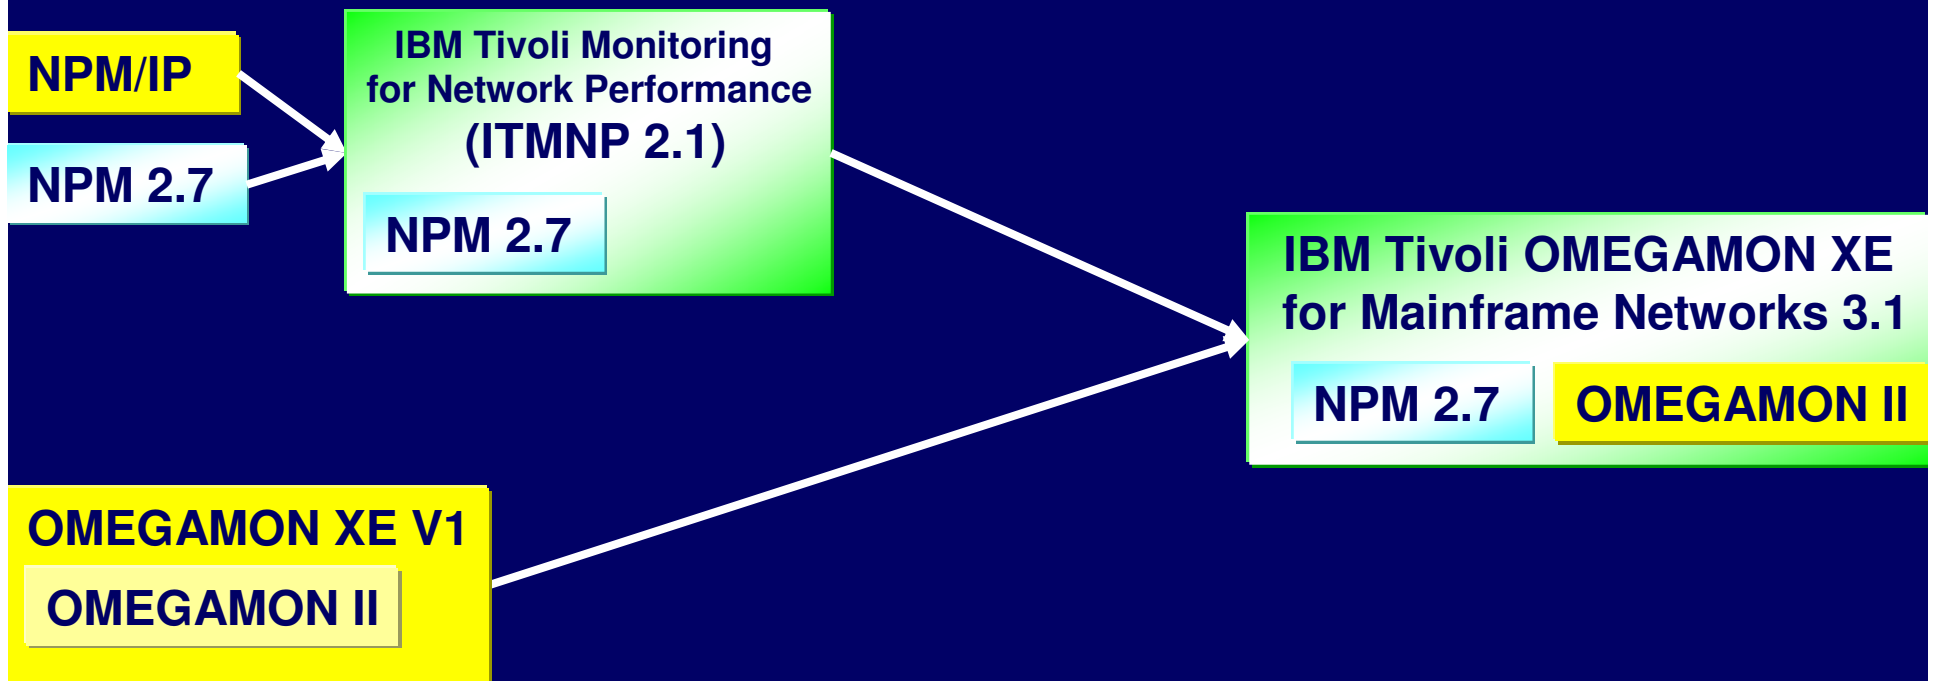 NPM/IP
NPM 2.7
IBM Tivoli Monitoring
for Network Performance
(ITMNP 2.1)
NPM 2.7
IBM Tivoli OMEGAMON XE
for Mainframe Networks 3.1
NPM 2.7
OMEGAMON II
OMEGAMON XE V1
OMEGAMON II